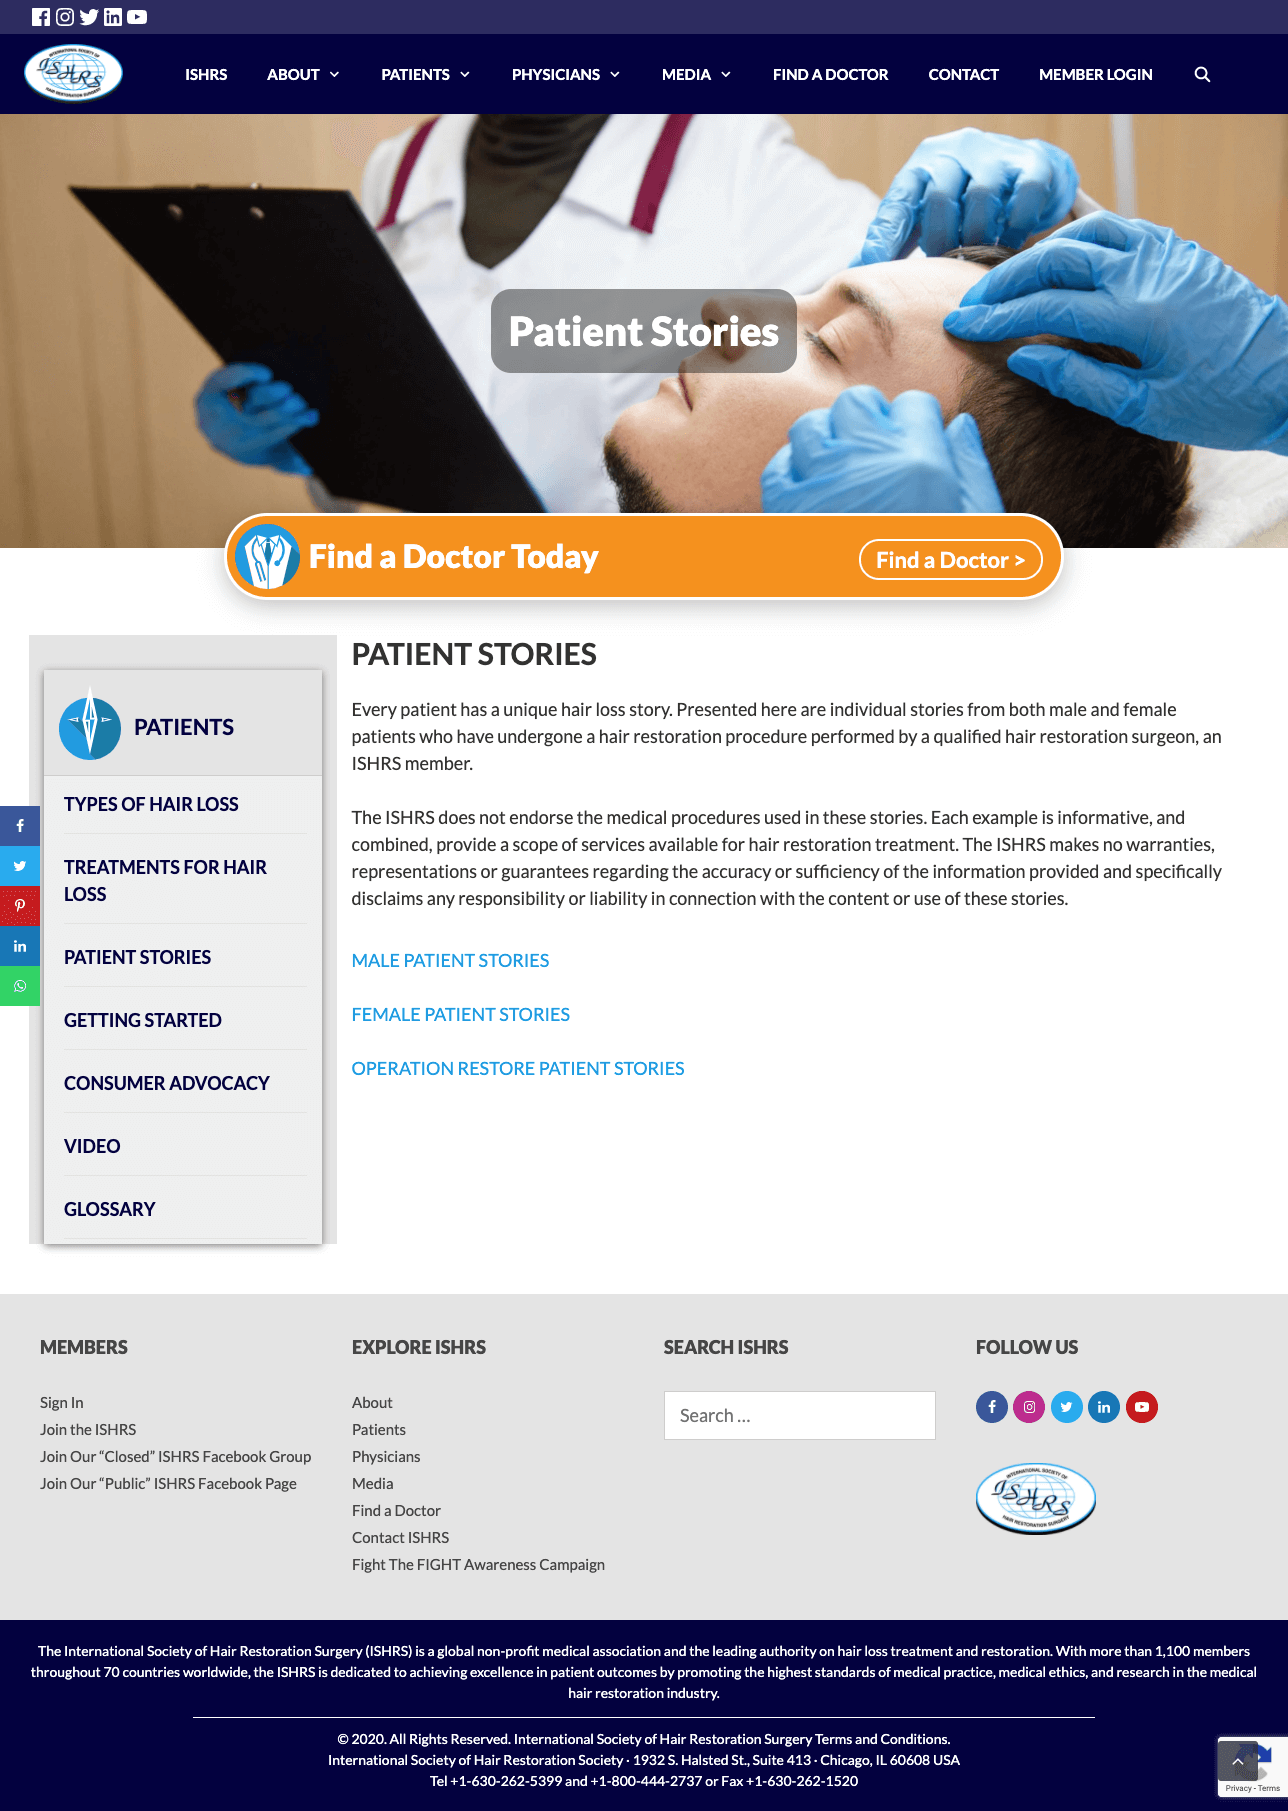 INTERNATIONAL SOCIETY OF
ISHRS
HAIR RESTORATION SURGERY
ISHRS
ABOUT
PATIENTS
PHYSICIANS
MEDIA
FIND A DOCTOR
CONTACT
MEMBER LOGIN
Patient Stories
Find a Doctor Today
Find a Doctor >
PATIENTS
TYPES OF HAIR LOSS
TREATMENTS FOR HAIR
LOSS
PATIENT STORIES
GETTING STARTED
CONSUMER ADVOCACY
VIDEO
GLOSSARY
PATIENT STORIES
Every patient has a unique hair loss story. Presented here are individual stories from both male and female
patients who have undergone a hair restoration procedure performed by a qualified hair restoration surgeon, an
ISHRS member.
The ISHRS does not endorse the medical procedures used in these stories. Each example is informative, and
combined, provide a scope of services available for hair restoration treatment. The ISHRS makes no warranties,
representations or guarantees regarding the accuracy or sufficiency of the information provided and specifically
disclaims any responsibility or liability in connection with the content or use of these stories.
MALE PATIENT STORIES
FEMALE PATIENT STORIES
OPERATION RESTORE PATIENT STORIES
MEMBERS
Sign In
Join the ISHRS
Join Our “Closed” ISHRS Facebook Group
Join Our “Public” ISHRS Facebook Page
EXPLORE ISHRS
About
Patients
Physicians
Media
Find a Doctor
Contact ISHRS
Fight The FIGHT Awareness Campaign
SEARCH ISHRS
Search …
FOLLOW US
INTERNATIONAL SOCIETY OF
ISHRS
HAIR RESTORATION SURGERY
The International Society of Hair Restoration Surgery (ISHRS) is a global non-profit medical association and the leading authority on hair loss treatment and restoration. With more than 1,100 members
throughout 70 countries worldwide, the ISHRS is dedicated to achieving excellence in patient outcomes by promoting the highest standards of medical practice, medical ethics, and research in the medical
hair restoration industry.
© 2020. All Rights Reserved. International Society of Hair Restoration Surgery Terms and Conditions.
International Society of Hair Restoration Society · 1932 S. Halsted St., Suite 413 · Chicago, IL 60608 USA
Tel +1-630-262-5399 and +1-800-444-2737 or Fax +1-630-262-1520
Privacy - Terms